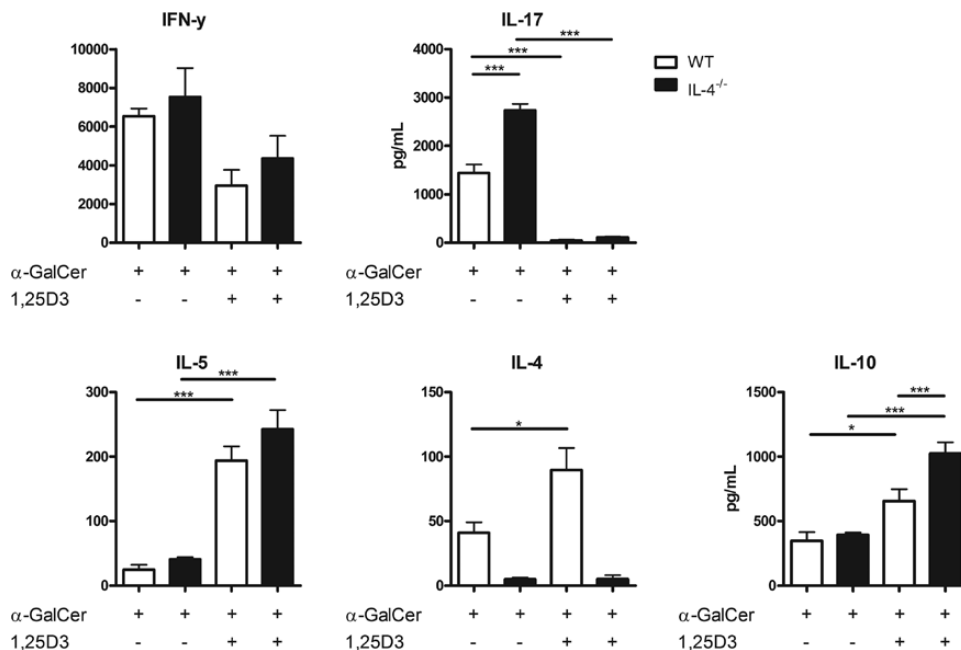 IFN-y
10000
8000
6000
4000
2000
0
α-GalCer + + + +
1,25D3 - - + +
IL-17
pg/mL
4000
3000
2000
1000
0
*** 
***
***
α-GalCer + + + +
1,25D3 - - + +
WT
IL-4-/-
IL-5
300
200
100
0
***
***
α-GalCer + + + +
1,25D3 - - + +
IL-4
150
100
50
0
*
α-GalCer + + + +
1,25D3 - - + +
IL-10
pg/mL
1500
1000
500
0
***
***
*
α-GalCer + + + +
1,25D3 - - + +